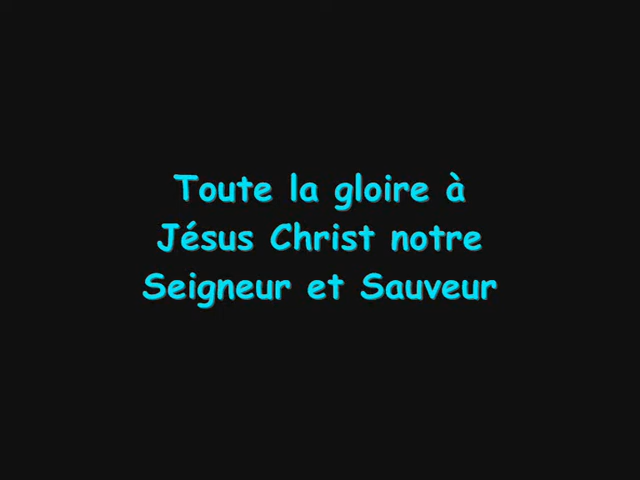 Toute la gloire à
Jésus Christ notre
Seigneur et Sauveur